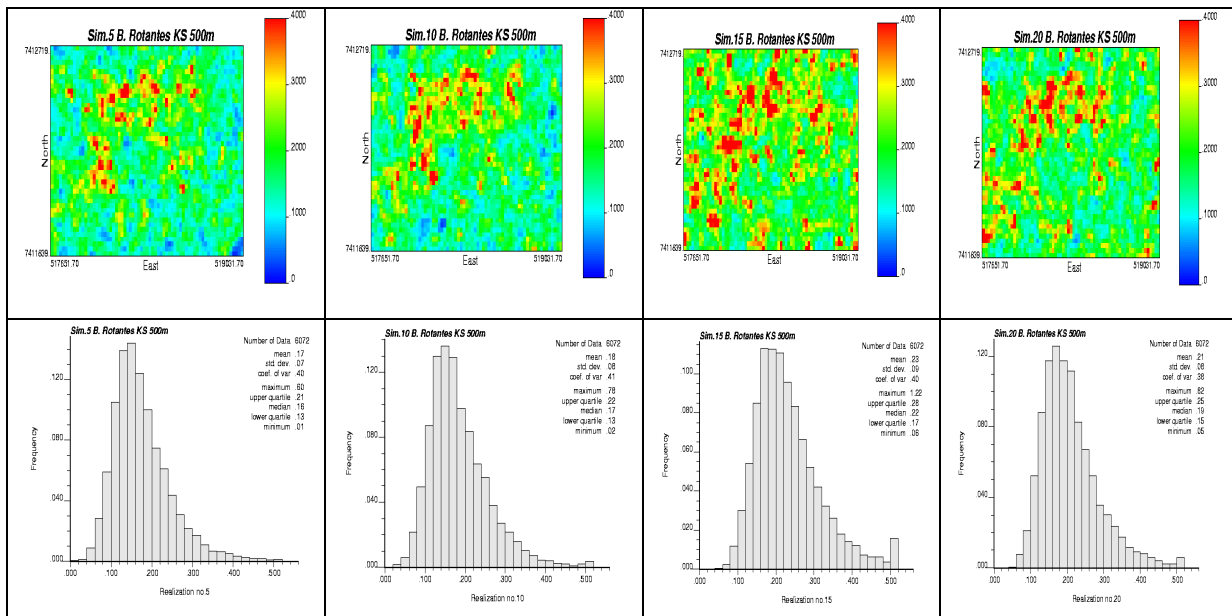 Sim.5 B. Rotantes KS 500m
7412719.
North
7411639
517631.70
East
519031.70
.4000
.3000
.2000
.1000
.0
Sim.10 B. Rotantes KS 500m
7412719.
North
7411639
517651.70
East
519031.70
.4000
.3000
.2000
.1000
.0
Sim.15 B. Rotantes KS 500m
7412719.
North
7411639
517651.70
East
519031.70
.4000
.3000
.2000
.1000
.0
Sim.20 B. Rotantes KS 500m
7412719.
North
7411639
517651.70
East
519031.70
.4000
.3000
.2000
.1000
.0
Sim.5 B. Rotantes KS 500m
Number of Data 6072
mean .17
std. dev. .07
coef. of var .40
maximum .60
upper quartile .21
median .16
lower quartile .13
minimum .01
Frequency
.120
.080
.040
.000
.000 .100 .200 .300 .400 .500
Realization no.5
Sim.10 B. Rotantes KS 500m
Number of Data 6072
mean .18
std. dev. .08
coef. of var .41
maximum .78
upper quartile .22
median .17
lower quartile .13
minimum .02
Frequency
.120
.080
.040
.000
.000 .100 .200 .300 .400 .500
Realization no.10
Sim.15 B. Rotantes KS 500m
Number of Data 6072
mean .23
std. dev. .09
coef. of var .40
maximum 1.22
upper quartile .28
median .22
lower quartile .17
minimum .06
Frequency
.100
.080
.060
.040
.020
.000
.000 .100 .200 .300 .400 .500
Realization no.15
Sim.20 B. Rotantes KS 500m
Number of Data 6072
mean .21
std. dev. .08
coef. of var .38
maximum .82
upper quartile .25
median .19
lower quartile .15
minimum .05
Frequency
.120
.080
.040
.000
.000 .100 .200 .300 .400 .500
Realization no.20